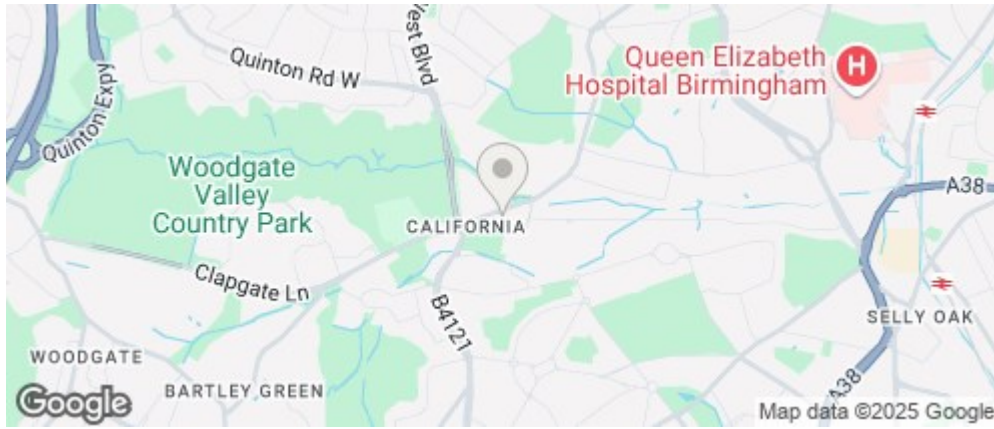 West Blvd
Quinton Rd W
Quinton Expy
Queen Elizabeth
Hospital Birmingham
H
Woodgate
Valley
Country Park
A38
CALIFORNIA
Clapgate Ln
B4121
SELLY OAK
WOODGATE
BARTLEY GREEN
A38
Google
Map data ©2025 Google